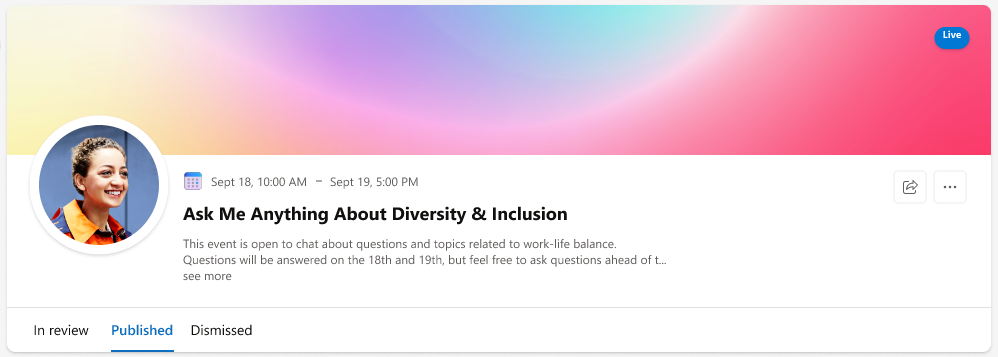 Live
Sept 18, 10:00 AM – Sept 19, 5:00 PM
Ask Me Anything About Diversity & Inclusion
This event is open to chat about questions and topics related to work-life balance.
Questions will be answered on the 18th and 19th, but feel free to ask questions ahead of t...
see more
In review Published Dismissed